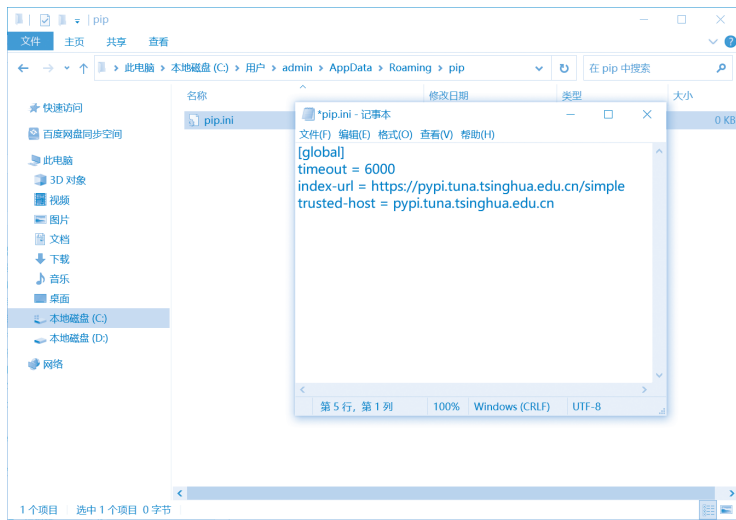 pip
文件 主页 共享 查看
此电脑 本地磁盘 (C:) 用户 admin AppData Roaming pip 在 pip 中搜索
名称 修改日期 类型 大小
快速访问
百度网盘同步空间
此电脑
3D 对象
视频
图片
文档
下载
音乐
桌面
本地磁盘 (C:)
本地磁盘 (D:)
网络
pip.ini 0 KB
*pip.ini - 记事本
文件(F) 编辑(E) 格式(O) 查看(V) 帮助(H)
[global]
timeout = 6000
index-url = https://pypi.tuna.tsinghua.edu.cn/simple
trusted-host = pypi.tuna.tsinghua.edu.cn
第 5 行，第 1 列 100% Windows (CRLF) UTF-8
1 个项目 选中 1 个项目 0 字节